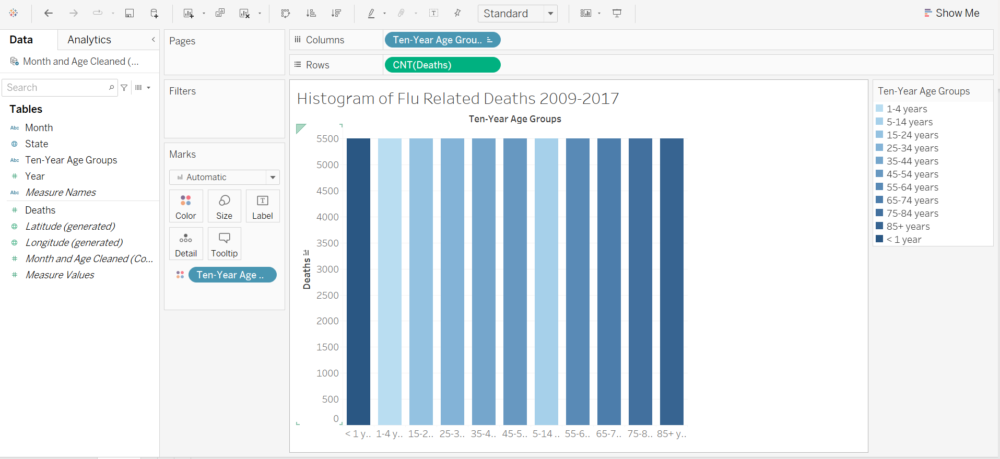 Standard
Show Me
Data
Analytics
Month and Age Cleaned (...
Search
Tables
Abc Month
State
Abc Ten-Year Age Groups
# Year
Abc Measure Names
# Deaths
Latitude (generated)
Longitude (generated)
# Month and Age Cleaned (Co...
# Measure Values
Pages
Filters
Marks
Automatic
Color
Size
T
Label
Detail
Tooltip
Ten-Year Age ..
Columns
Ten-Year Age Grou..
Rows
CNT(Deaths)
Histogram of Flu Related Deaths 2009-2017
Ten-Year Age Groups
5500
5000
4500
4000
3500
3000
2500
2000
1500
1000
500
0
Deaths
< 1 y..
1-4 y..
15-2..
25-3..
35-4..
45-5..
5-14 ..
55-6..
65-7..
75-8..
85+ y..
Ten-Year Age Groups
1-4 years
5-14 years
15-24 years
25-34 years
35-44 years
45-54 years
55-64 years
65-74 years
75-84 years
85+ years
< 1 year